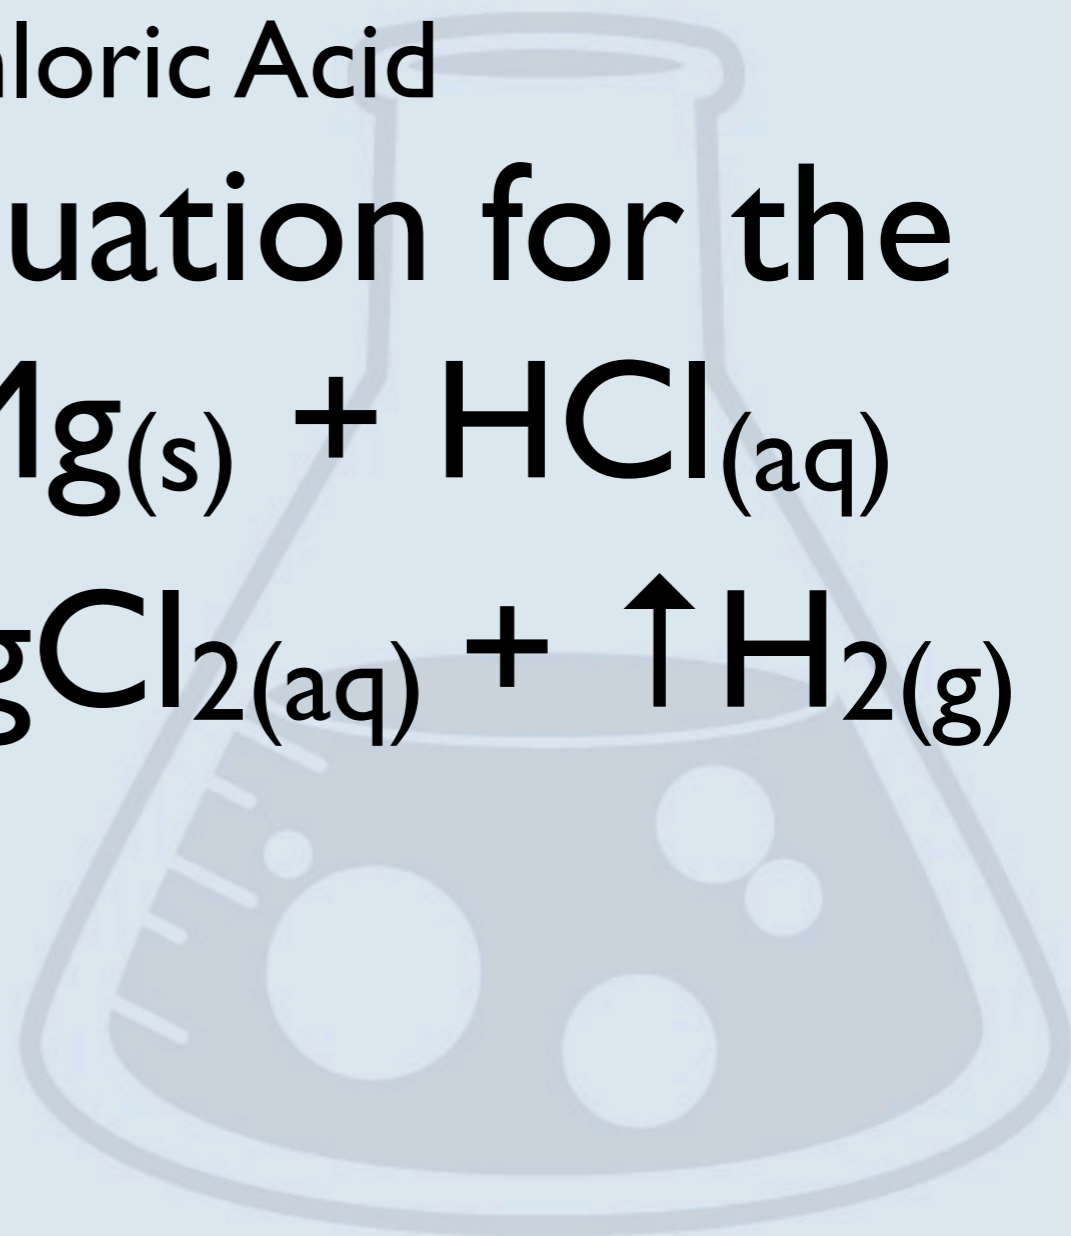 loric Acid
uation for the
Mg(s) + HCl(aq)
gCl2(aq) + ↑H2(g)